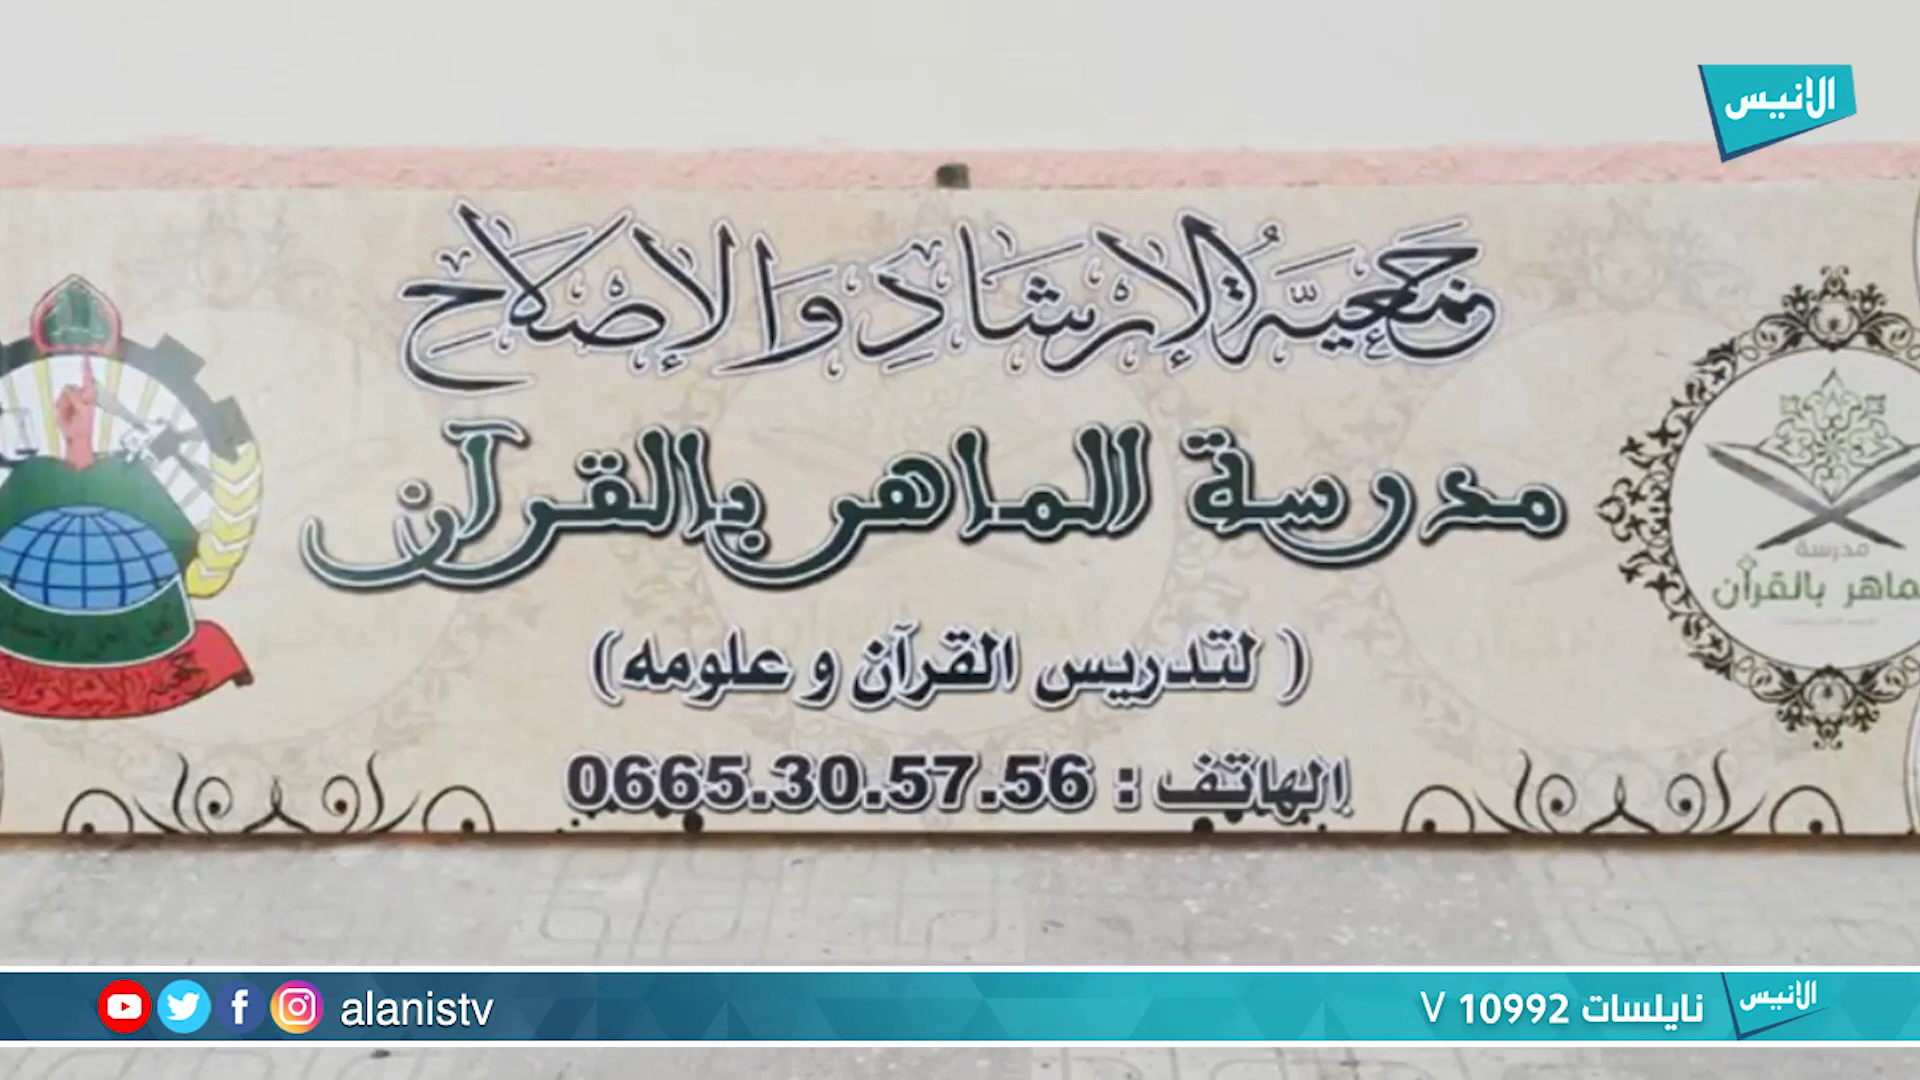 الانيس
جمعية الإرشاد والإصلاح
مدرسة الماهر بالقرآن
( لتدريس القرآن و علومه)
الهاتف : 0665.30.57.56
مدرسة
بالقرآن
alanistv
نايلسات 10992 V
الانيس